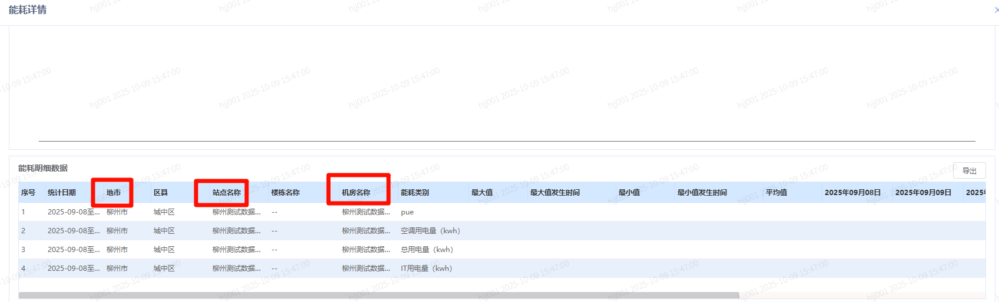 能耗详情
能耗明细数据
导出
序号 统计日期 地市 区县 站点名称 楼栋名称 机房名称 能耗类别 最大值 最大值发生时间 最小值 最小值发生时间 平均值 2025年09月08日 2025年09月09日 2025年
1 2025-09-08至... 柳州市 城中区 柳州测试数据... -- 柳州测试数据... pue
2 2025-09-08至... 柳州市 城中区 柳州测试数据... -- 柳州测试数据... 空调用电量（kwh）
3 2025-09-08至... 柳州市 城中区 柳州测试数据... -- 柳州测试数据... 总用电量（kwh）
4 2025-09-08至... 柳州市 城中区 柳州测试数据... -- 柳州测试数据... IT用电量（kwh）
hjj001 2025-10-09 15:47:00